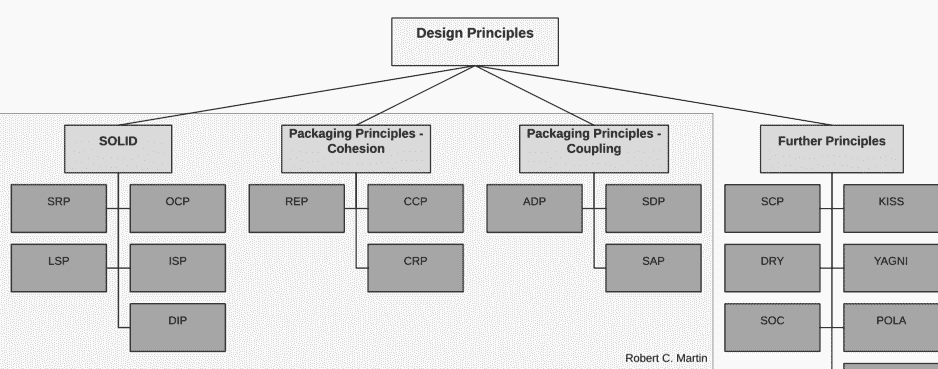 Design Principles
SOLID
Packaging Principles -
Cohesion
Packaging Principles -
Coupling
Further Principles
SRP
OCP
REP
CCP
ADP
SDP
SCP
KISS
LSP
ISP
CRP
SAP
DRY
YAGNI
DIP
SOC
POLA
Robert C. Martin